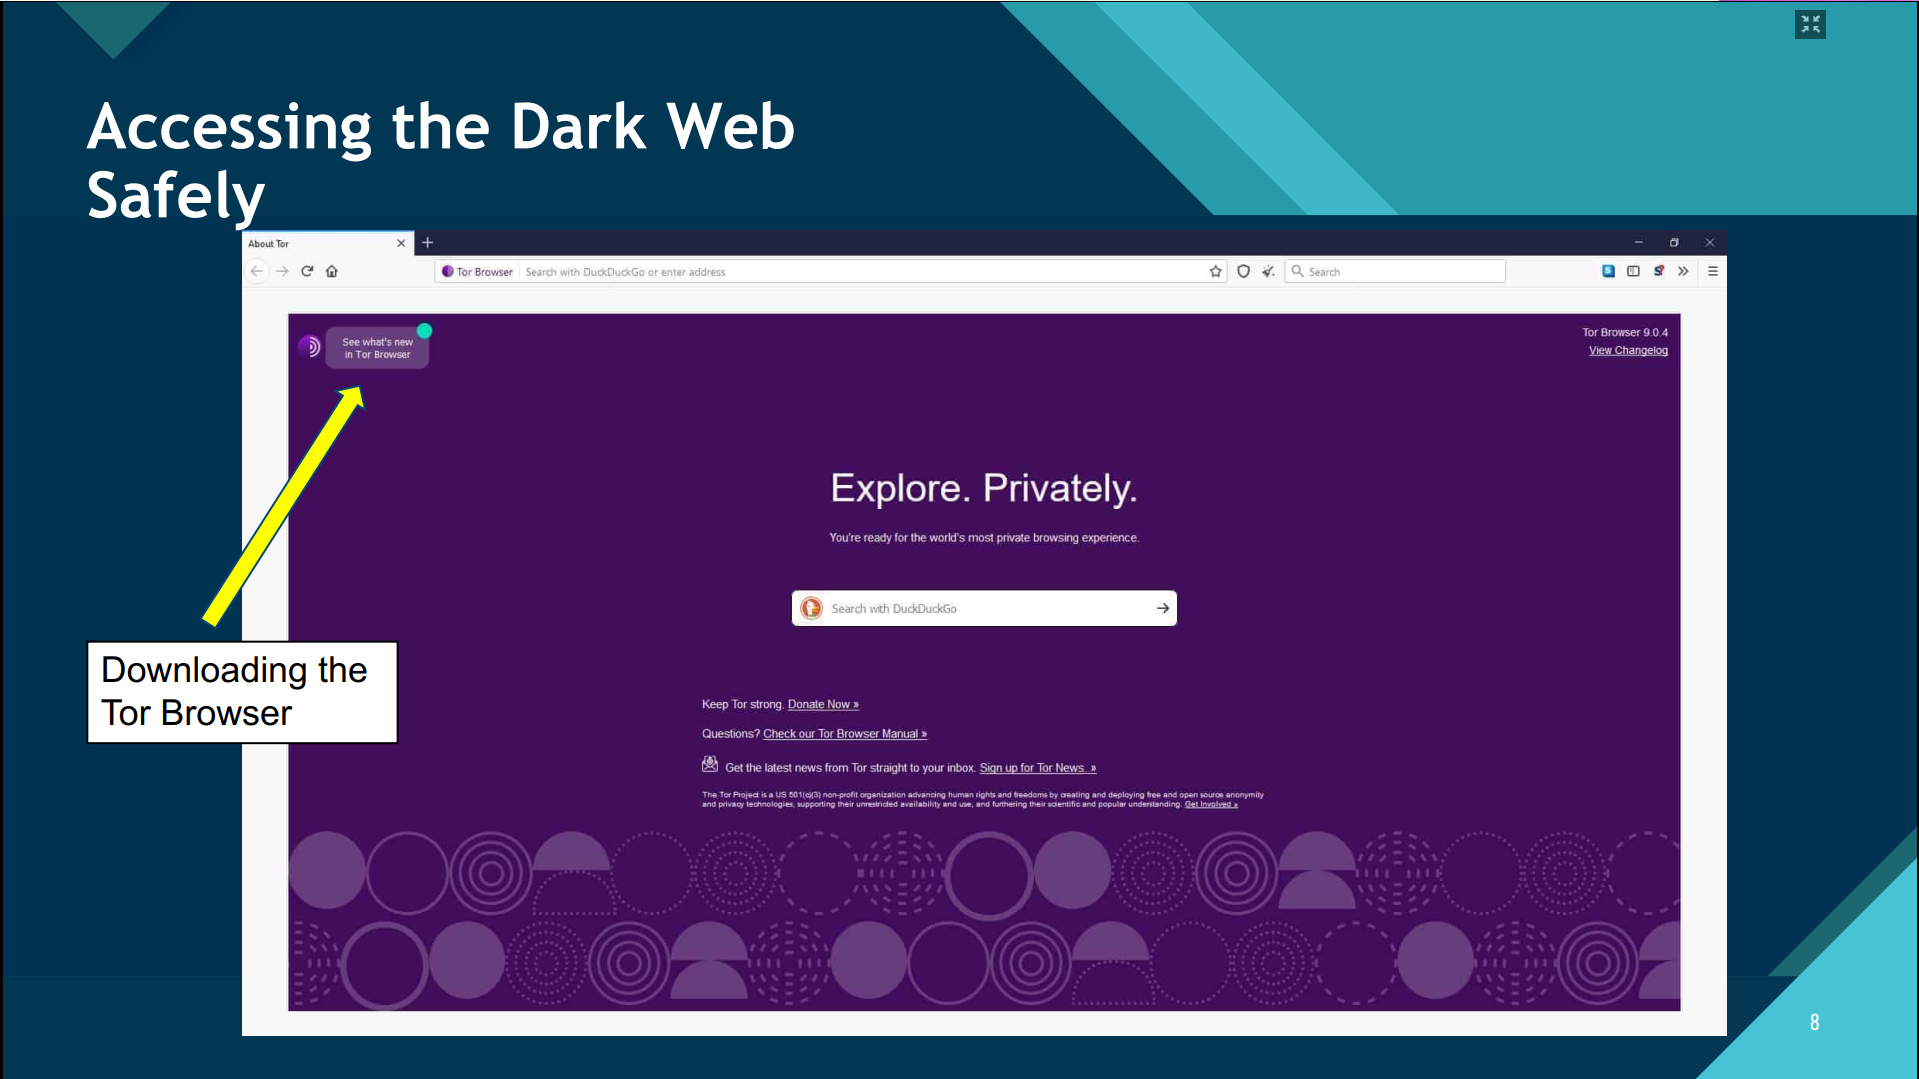 Accessing the Dark Web
Safely
About Tor
Tor Browser
Search with DuckDuckGo or enter address
Search
See what's new
in Tor Browser
Tor Browser 9.0.4
View Changelog
Explore. Privately.
You're ready for the world's most private browsing experience.
Search with DuckDuckGo
Downloading the
Tor Browser
Keep Tor strong. Donate Now »
Questions? Check our Tor Browser Manual »
Get the latest news from Tor straight to your inbox. Sign up for Tor News. »
The Tor Project is a US 501(c)(3) non-profit organization advancing human rights and freedoms by creating and deploying free and open source anonymity
and privacy technologies, supporting their unrestricted availability and use, and furthering their scientific and popular understanding. Get Involved »
8